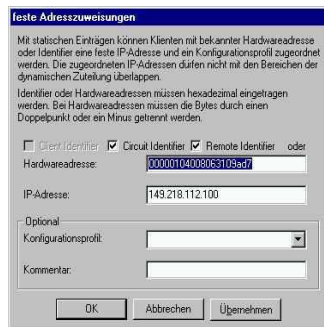 feste Adresszuweisungen
Mit statischen Einträgen können Klienten mit bekannter Hardwareadresse
oder Identifier eine feste IP-Adresse und ein Konfigurationsprofil zugeordnet
werden. Die zugeordneten IP-Adressen dürfen nicht mit den Bereichen der
dynamischen Zuteilung überlappen.
Identifier oder Hardwareadressen müssen hexadezimal eingetragen
werden. Bei Hardwareadressen müssen die Bytes durch einen
Doppelpunkt oder ein Minus getrennt werden.
Client Identifier Circuit Identifier Remote Identifier oder
Hardwareadresse: 00000104008063109ad7
IP-Adresse: 149.218.112.100
Optional
Konfigurationsprofil:
Kommentar:
OK Abbrechen Übernehmen